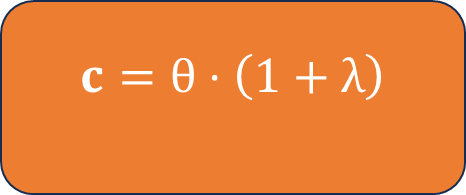 c = θ · (1 + λ)